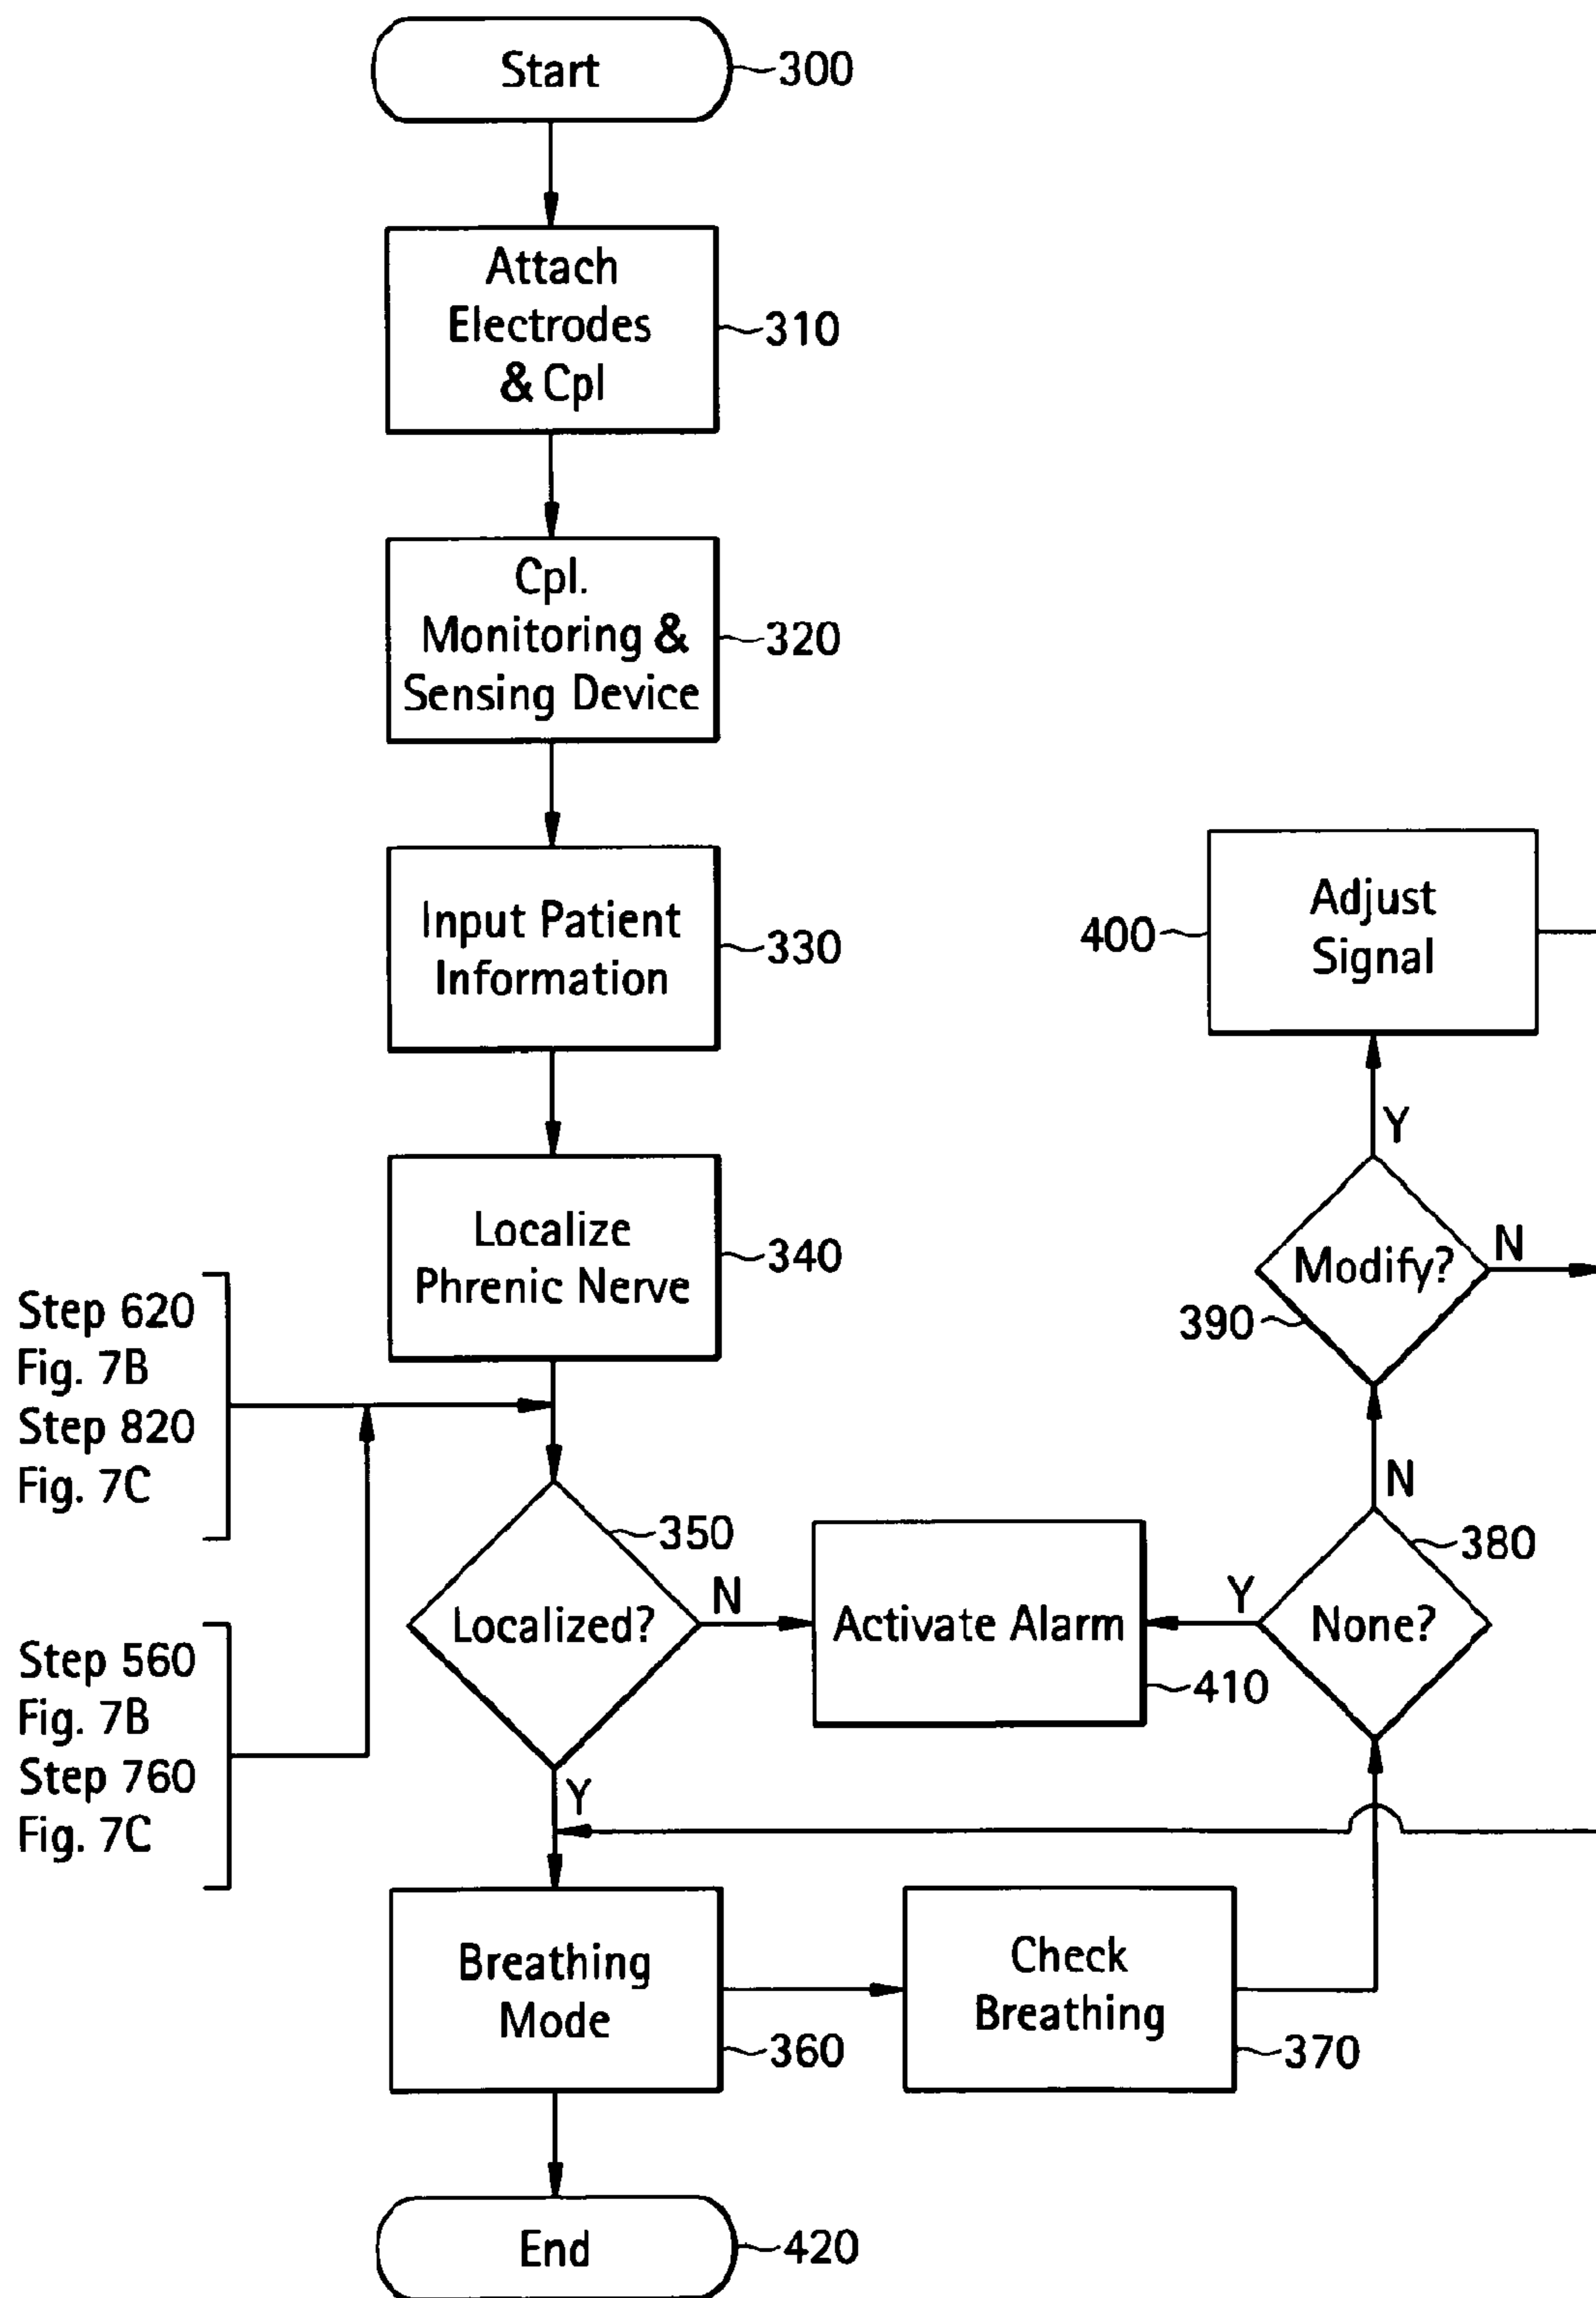 Start
300
Attach
Electrodes
& Cpl
310
Cpl.
Monitoring &
Sensing Device
320
Input Patient
Information
330
Localize
Phrenic Nerve
340
Step 620
Fig. 7B
Step 820
Fig. 7C
Step 560
Fig. 7B
Step 760
Fig. 7C
350
Localized?
N
Y
Activate Alarm
410
Adjust
Signal
400
Y
Modify?
N
390
N
380
Y
None?
Breathing
Mode
360
Check
Breathing
370
End
420